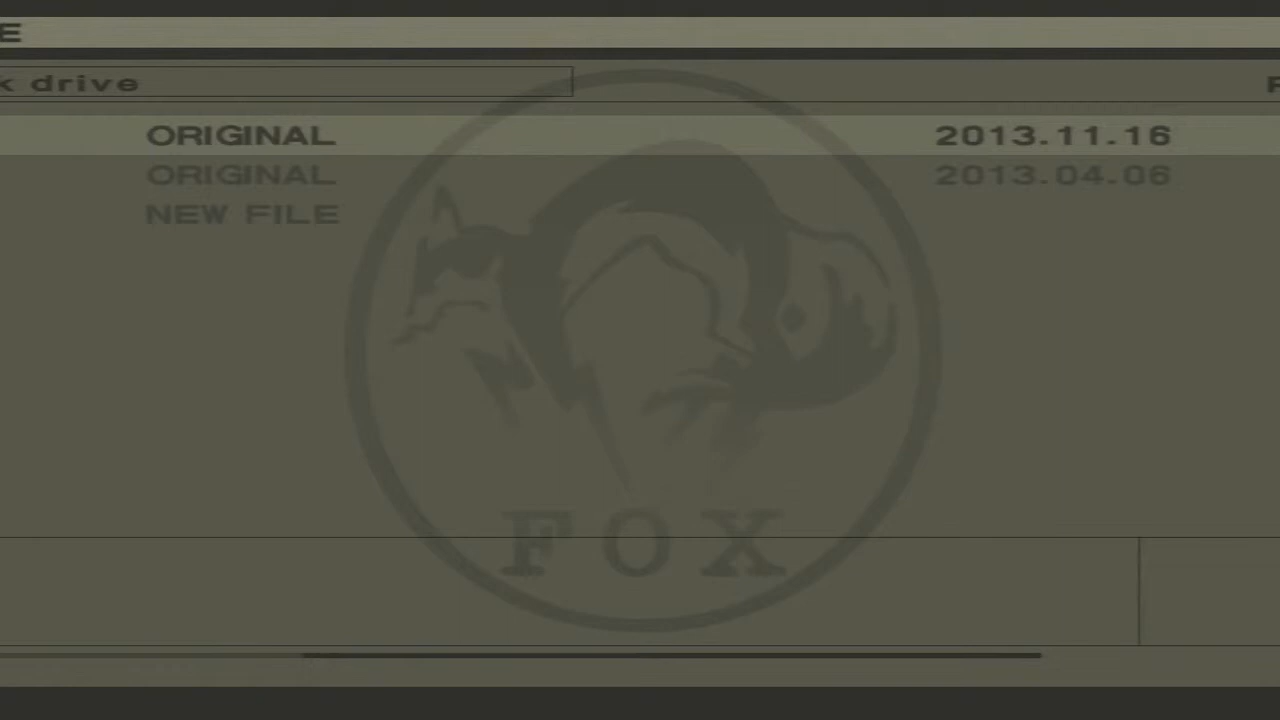 E
k drive
ORIGINAL 2013.11.16
ORIGINAL 2013.04.06
NEW FILE
FOX